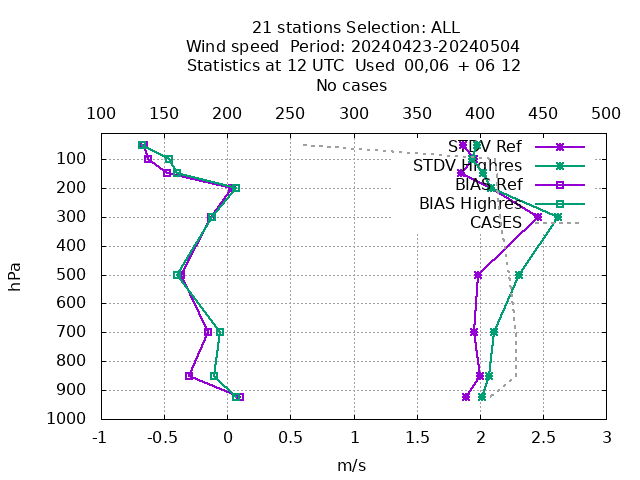 21 stations Selection: ALL
Wind speed  Period: 20240423-20240504
Statistics at 12 UTC  Used  00,06  + 06 12
No cases
100 150 200 250 300 350 400 450 500
STDV Ref
STDV Highres
BIAS Ref
BIAS Highres
CASES
hPa
100
200
300
400
500
600
700
800
900
1000
-1 -0.5 0 0.5 1 1.5 2 2.5 3
m/s